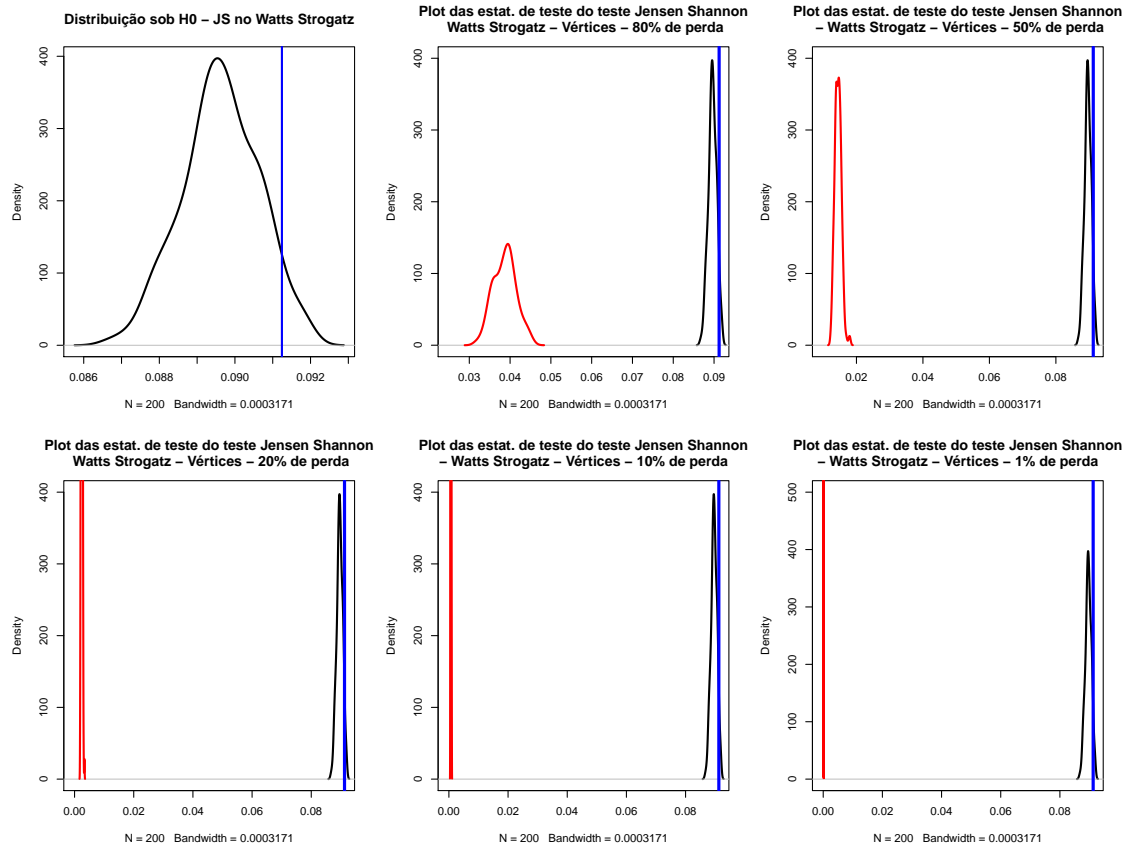 Distribuição sob H0 − JS no Watts Strogatz
Density
0 100 200 300 400
0.086 0.088 0.090 0.092
N = 200 Bandwidth = 0.0003171
Plot das estat. de teste do teste Jensen Shannon
Watts Strogatz − Vértices − 80% de perda
Density
0 100 200 300 400
0.03 0.04 0.05 0.06 0.07 0.08 0.09
N = 200 Bandwidth = 0.0003171
Plot das estat. de teste do teste Jensen Shannon
− Watts Strogatz − Vértices − 50% de perda
Density
0 100 200 300 400
0.02 0.04 0.06 0.08
N = 200 Bandwidth = 0.0003171
Plot das estat. de teste do teste Jensen Shannon
Watts Strogatz − Vértices − 20% de perda
Density
0 100 200 300 400
0.00 0.02 0.04 0.06 0.08
N = 200 Bandwidth = 0.0003171
Plot das estat. de teste do teste Jensen Shannon
− Watts Strogatz − Vértices − 10% de perda
Density
0 100 200 300 400
0.00 0.02 0.04 0.06 0.08
N = 200 Bandwidth = 0.0003171
Plot das estat. de teste do teste Jensen Shannon
− Watts Strogatz − Vértices − 1% de perda
Density
0 100 200 300 400 500
0.00 0.02 0.04 0.06 0.08
N = 200 Bandwidth = 0.0003171